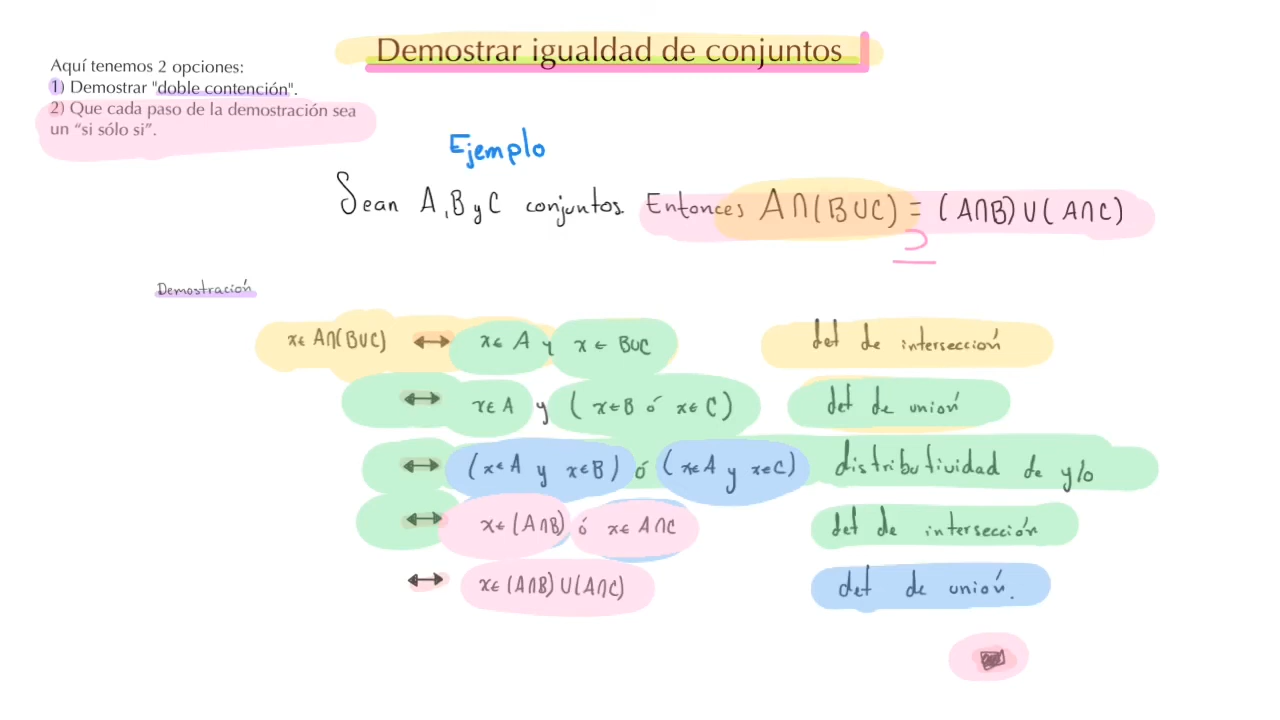 Demostrar igualdad de conjuntos
Aquí tenemos 2 opciones:
1) Demostrar "doble contención".
2) Que cada paso de la demostración sea
un “si sólo si”.
Ejemplo
Sean A, B y C conjuntos. Entonces A∩(B∪C) = (A∩B)∪(A∩C)
⊇
Demostración
x∈ A∩(B∪C) ↔ x∈ A y x ∈ B∪C def de intersección
↔ x∈ A y (x∈B ó x∈C) def de unión
↔ (x∈A y x∈B) ó (x∈A y x∈C) distributividad de y/o
↔ x∈(A∩B) ó x∈ A∩C def de intersección
↔ x∈ (A∩B)∪(A∩C) def de unión.